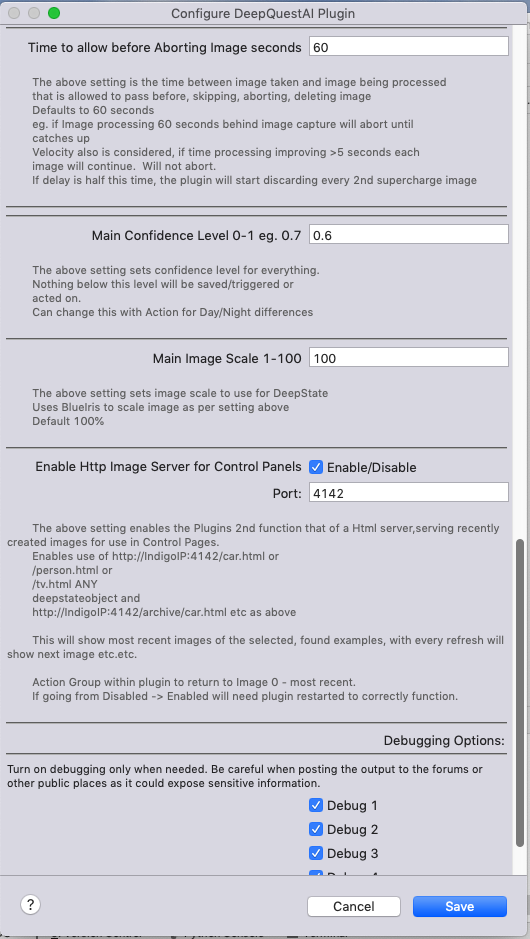 Configure DeepQuestAI Plugin
Time to allow before Aborting Image seconds 60
The above setting is the time between image taken and image being processed
that is allowed to pass before, skipping, aborting, deleting image
Defaults to 60 seconds
eg. if Image processing 60 seconds behind image capture will abort until
catches up
Velocity also is considered, if time processing improving >5 seconds each
image will continue.  Will not abort.
If delay is half this time, the plugin will start discarding every 2nd supercharge image
Main Confidence Level 0-1 eg. 0.7 0.6
The above setting sets confidence level for everything.
Nothing below this level will be saved/triggered or
acted on.
Can change this with Action for Day/Night differences
Main Image Scale 1-100 100
The above setting sets image scale to use for DeepState
Uses BlueIris to scale image as per setting above
Default 100%
Enable Http Image Server for Control Panels Enable/Disable
Port: 4142
The above setting enables the Plugins 2nd function that of a Html server,serving recently
created images for use in Control Pages.
Enables use of http://IndigoIP:4142/car.html or
/person.html or
/tv.html ANY
deepstateobject and
http://IndigoIP:4142/archive/car.html etc as above
This will show most recent images of the selected, found examples, with every refresh will
show next image etc.etc.
Action Group within plugin to return to Image 0 - most recent.
If going from Disabled -> Enabled will need plugin restarted to correctly function.
Debugging Options:
Turn on debugging only when needed. Be careful when posting the output to the forums or
other public places as it could expose sensitive information.
Debug 1
Debug 2
Debug 3
? Cancel Save